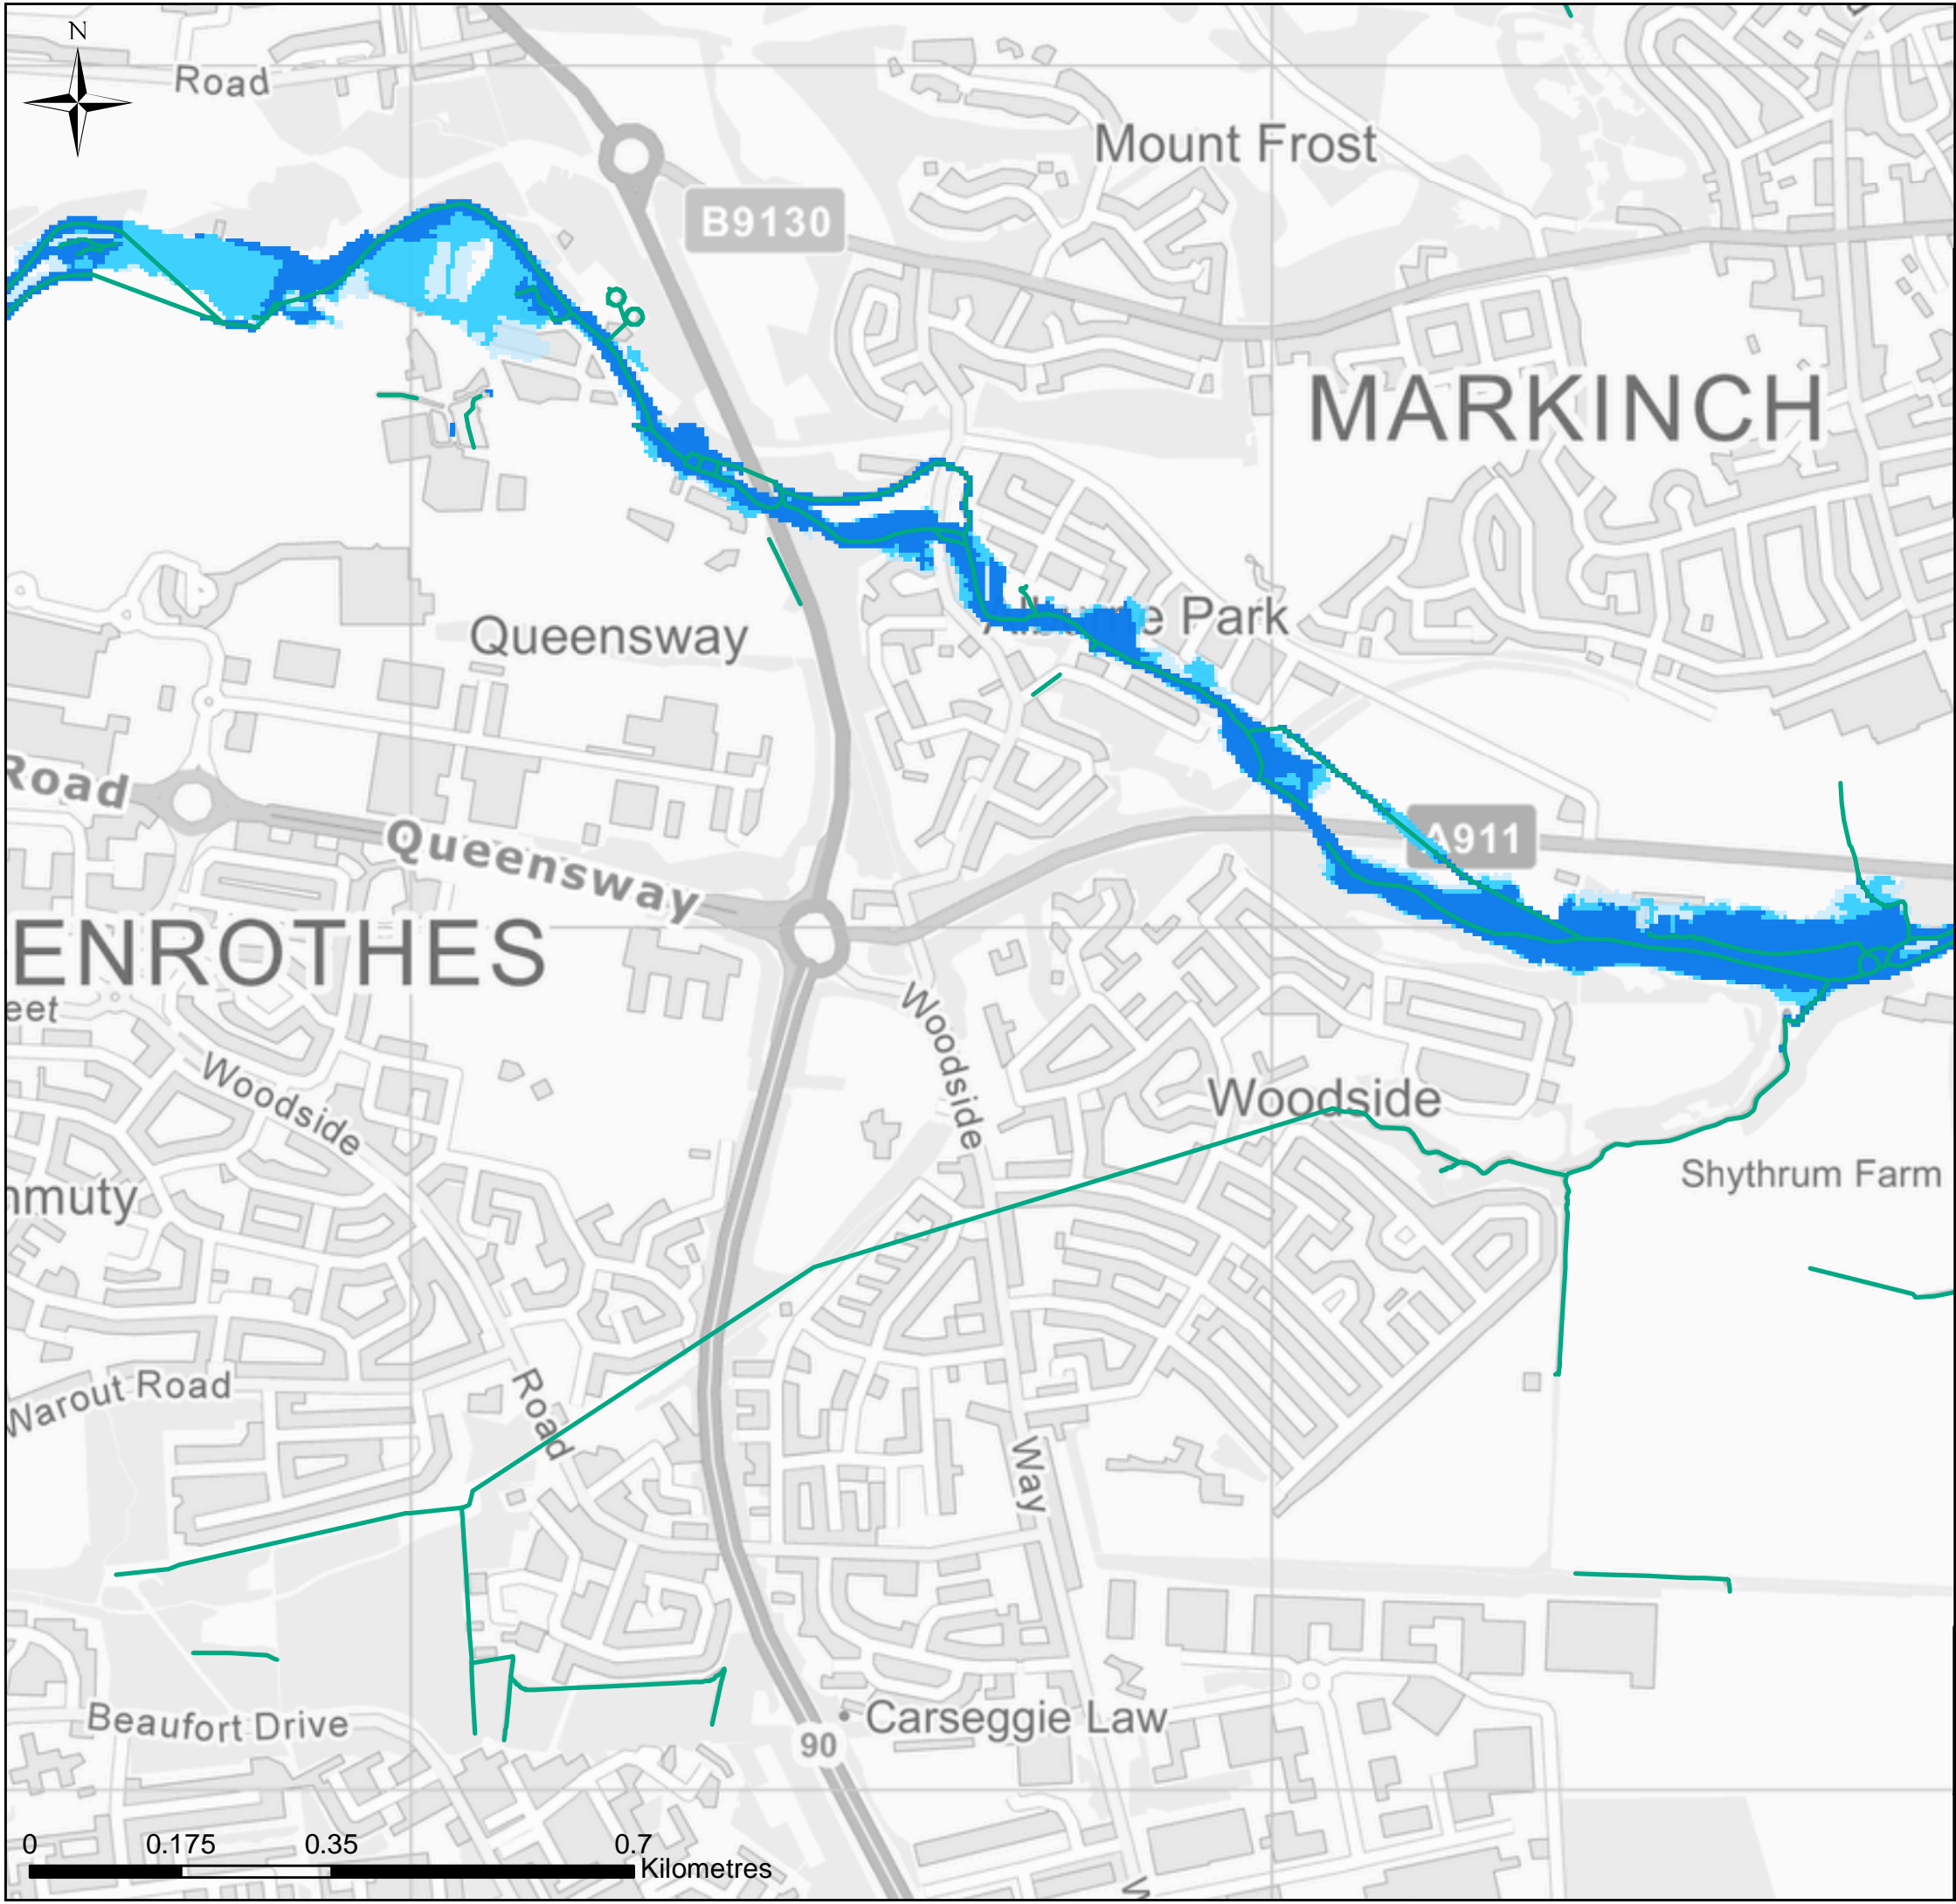 N
Road
Mount Frost
B9130
MARKINCH
Queensway
Park
Road
Queensway
A911
ENROTHES
eet
Woodside
Woodside
Woodside
nmuty
Shythrum Farm
Warout Road
Road
Way
Beaufort Drive
Carseggie Law
90
0
0.175
0.35
0.7
Kilometres